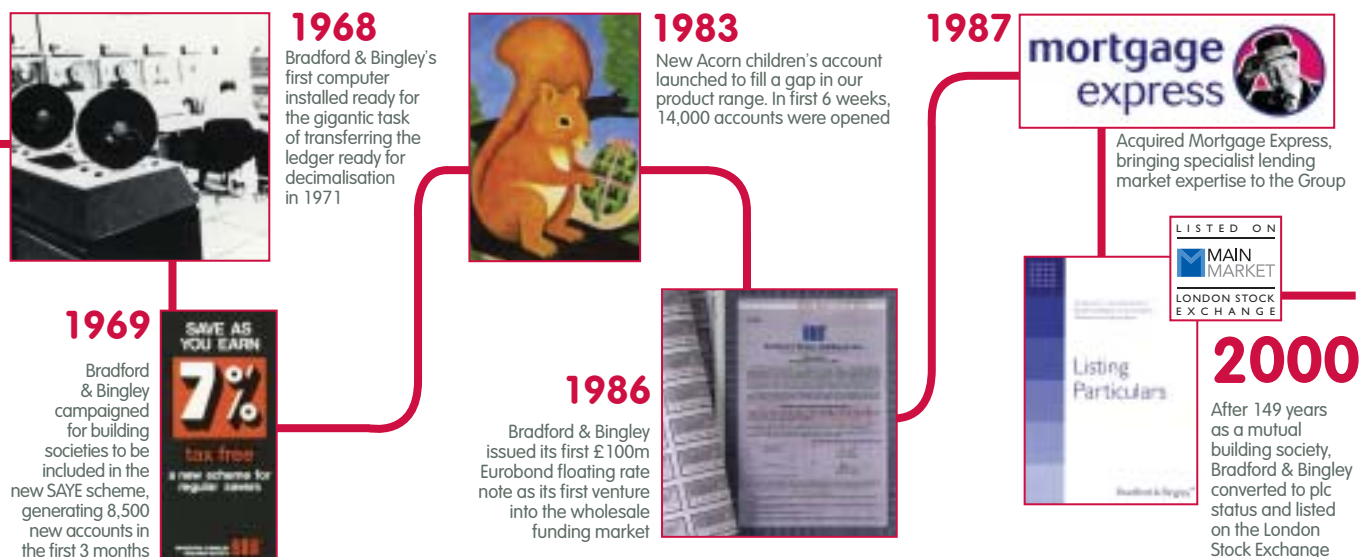 1968
Bradford & Bingley's
first computer
installed ready for
the gigantic task
of transferring the
ledger ready for
decimalisation
in 1971
1969
Bradford
& Bingley
campaigned
for building
societies to be
included in the
new SAYE scheme,
generating 8,500
new accounts in
the first 3 months
SAVE AS
YOU EARN
7%
tax free
a new scheme for
regular savers
1983
New Acorn children's account
launched to fill a gap in our
product range. In first 6 weeks,
14,000 accounts were opened
1986
Bradford & Bingley
issued its first £100m
Eurobond floating rate
note as its first venture
into the wholesale
funding market
1987
mortgage
express
Acquired Mortgage Express,
bringing specialist lending
market expertise to the Group
Listing
Particulars
Bradford & Bingley
LISTED ON
MAIN
MARKET
LONDON STOCK
EXCHANGE
2000
After 149 years
as a mutual
building society,
Bradford & Bingley
converted to plc
status and listed
on the London
Stock Exchange